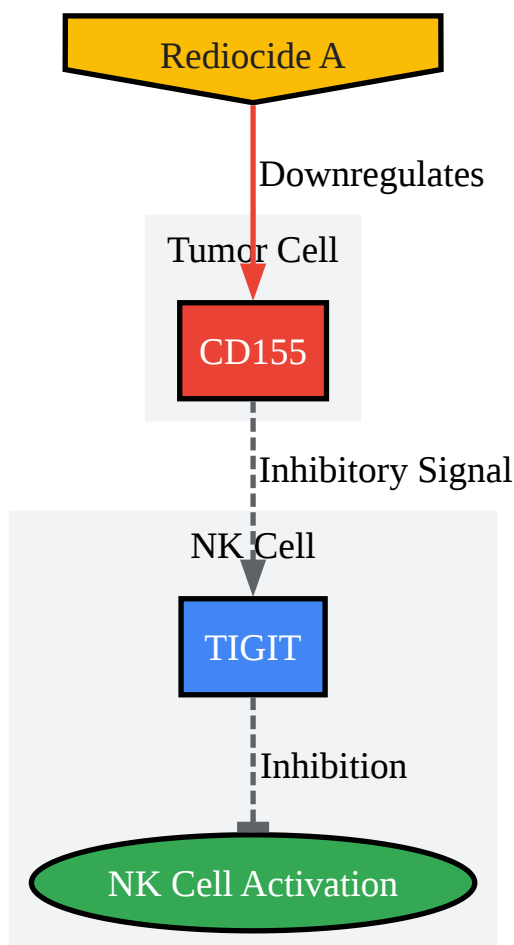 Rediocide A
Downregulates
Tumor Cell
CD155
Inhibitory Signal
NK Cell
TIGIT
Inhibition
NK Cell Activation